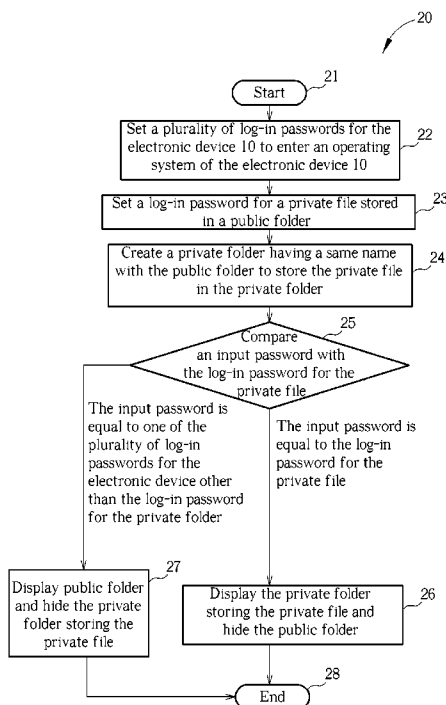 20
21
Start
Set a plurality of log-in passwords for the
electronic device 10 to enter an operating
system of the electronic device 10
22
Set a log-in password for a private file stored
in a public folder
23
Create a private folder having a same name
with the public folder to store the private file
in the private folder
24
25
Compare
an input password with
the log-in password for the
private file
The input password is
equal to one of the
plurality of log-in
passwords for the
electronic device other
than the log-in password
for the private folder
The input password is
equal to the log-in
password for the
private file
27
Display public folder
and hide the private
folder storing the
private file
26
Display the private folder
storing the private file and
hide the public folder
28
End